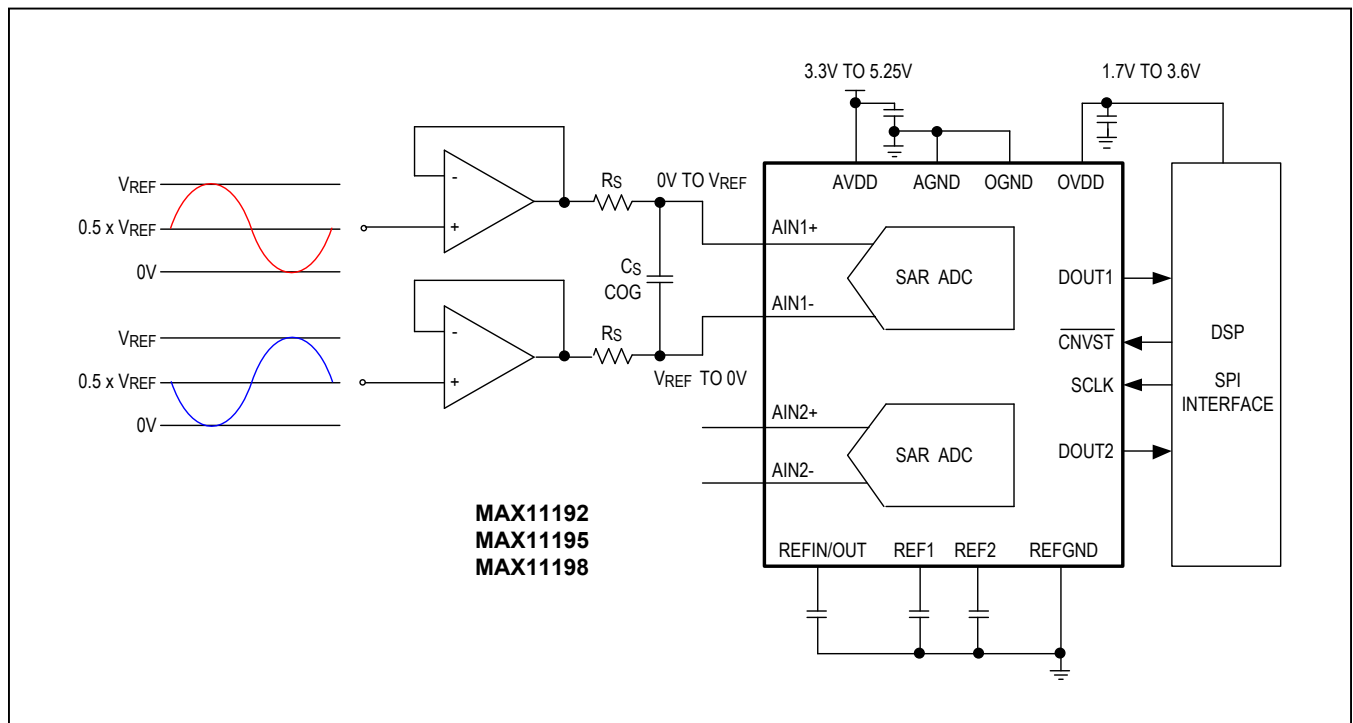 3.3V TO 5.25V
1.7V TO 3.6V
VREF
0.5 x VREF
0V
-
+
RS
0V TO VREF
CS
COG
VREF
0.5 x VREF
0V
-
+
RS
VREF TO 0V
AVDD
AGND
OGND
OVDD
AIN1+
AIN1-
SAR ADC
AIN2+
AIN2-
SAR ADC
DOUT1
CNVST
SCLK
DOUT2
DSP
SPI
INTERFACE
MAX11192
MAX11195
MAX11198
REFIN/OUT
REF1
REF2
REFGND